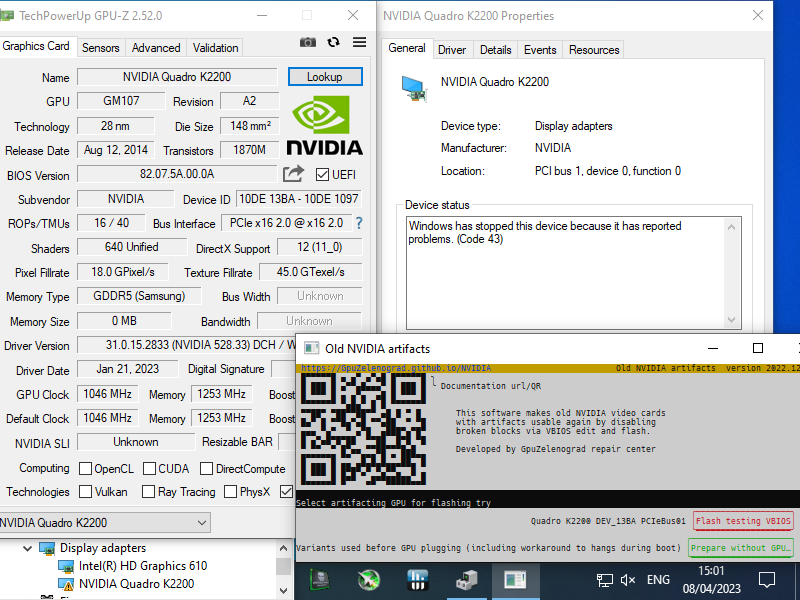 TechPowerUp GPU-Z 2.52.0
Graphics Card Sensors Advanced Validation
Name NVIDIA Quadro K2200 Lookup
GPU GM107 Revision A2
Technology 28 nm Die Size 148 mm²
Release Date Aug 12, 2014 Transistors 1870M
NVIDIA
BIOS Version 82.07.5A.00.0A UEFI
Subvendor NVIDIA Device ID 10DE 13BA - 10DE 1097
ROPs/TMUs 16 / 40 Bus Interface PCIe x16 2.0 @ x16 2.0 ?
Shaders 640 Unified DirectX Support 12 (11_0)
Pixel Fillrate 18.0 GPixel/s Texture Fillrate 45.0 GTexel/s
Memory Type GDDR5 (Samsung) Bus Width Unknown
Memory Size 0 MB Bandwidth Unknown
Driver Version 31.0.15.2833 (NVIDIA 528.33) DCH / W
Driver Date Jan 21, 2023 Digital Signature
GPU Clock 1046 MHz Memory 1253 MHz Boost
Default Clock 1046 MHz Memory 1253 MHz Boost
NVIDIA SLI Unknown Resizable BAR
Computing OpenCL CUDA DirectCompute
Technologies Vulkan Ray Tracing PhysX
NVIDIA Quadro K2200
Display adapters
Intel(R) HD Graphics 610
NVIDIA Quadro K2200
NVIDIA Quadro K2200 Properties
General Driver Details Events Resources
NVIDIA Quadro K2200
Device type: Display adapters
Manufacturer: NVIDIA
Location: PCI bus 1, device 0, function 0
Device status
Windows has stopped this device because it has reported
problems. (Code 43)
Old NVIDIA artifacts
https://GpuZelenograd.github.io/NVIDIA Old NVIDIA artifacts version 2022.12
Documentation url/QR
This software makes old NVIDIA video cards
with artifacts usable again by disabling
broken blocks via VBIOS edit and flash.
Developed by GpuZelenograd repair center
Select artifacting GPU for flashing try
Quadro K2200 DEV_13BA PCIeBus01 Flash testing VBIOS
Variants used before GPU plugging (including workaround to hangs during boot) Prepare without GPU…
ENG
15:01
08/04/2023